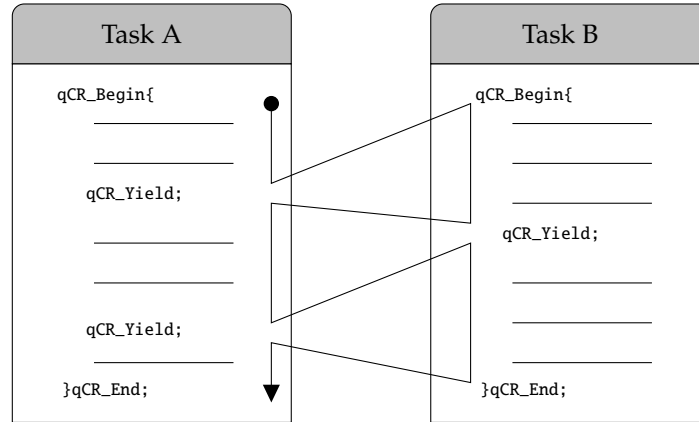 Task A
qCR_Begin{
qCR_Yield;
qCR_Yield;
}qCR_End;
Task B
qCR_Begin{
qCR_Yield;
}qCR_End;